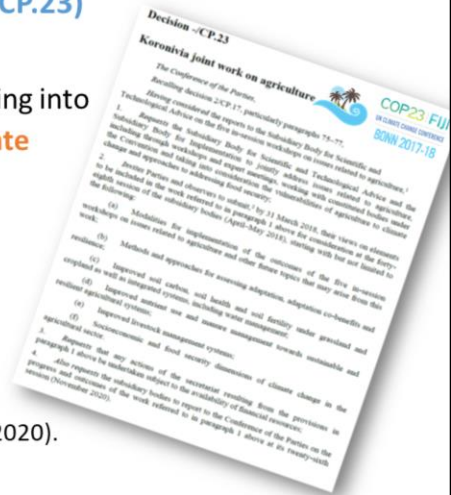 CP.23)
ing into
ate
2020).
Decision -/CP.23
Koronivia joint work on agriculture
COP23 FIJI
UN CLIMATE CHANGE CONFERENCE
BONN 2017-18
The Conference of the Parties,
Recalling decision 2/CP.17, particularly paragraphs 75–77,
Having considered the reports of the Subsidiary Body for Scientific and
Technological Advice on the five in-session workshops on issues related to agriculture,¹
1. Requests the Subsidiary Body for Scientific and Technological Advice and the
Subsidiary Body for Implementation to jointly address issues related to agriculture,
including through workshops and expert meetings, working with constituted bodies under
the Convention and taking into consideration the vulnerabilities of agriculture to climate
change and approaches to addressing food security;
2. Invites Parties and observers to submit,² by 31 March 2018, their views on elements
to be included in the work referred to in paragraph 1 above for consideration at the forty-
eighth session of the subsidiary bodies (April–May 2018), starting with but not limited to
the following:
(a) Modalities for implementation of the outcomes of the five in-session
workshops on issues related to agriculture and other future topics that may arise from this
work;
(b) Methods and approaches for assessing adaptation, adaptation co-benefits and
resilience;
(c) Improved soil carbon, soil health and soil fertility under grassland and
cropland as well as integrated systems, including water management;
(d) Improved nutrient use and manure management towards sustainable and
resilient agricultural systems;
(e) Improved livestock management systems;
(f) Socioeconomic and food security dimensions of climate change in the
agricultural sector.
3. Requests that any actions of the secretariat resulting from the provisions in
paragraph 1 above be undertaken subject to the availability of financial resources;
4. Also requests the subsidiary bodies to report to the Conference of the Parties on the
progress and outcomes of the work referred to in paragraph 1 above at its twenty-sixth
session (November 2020).